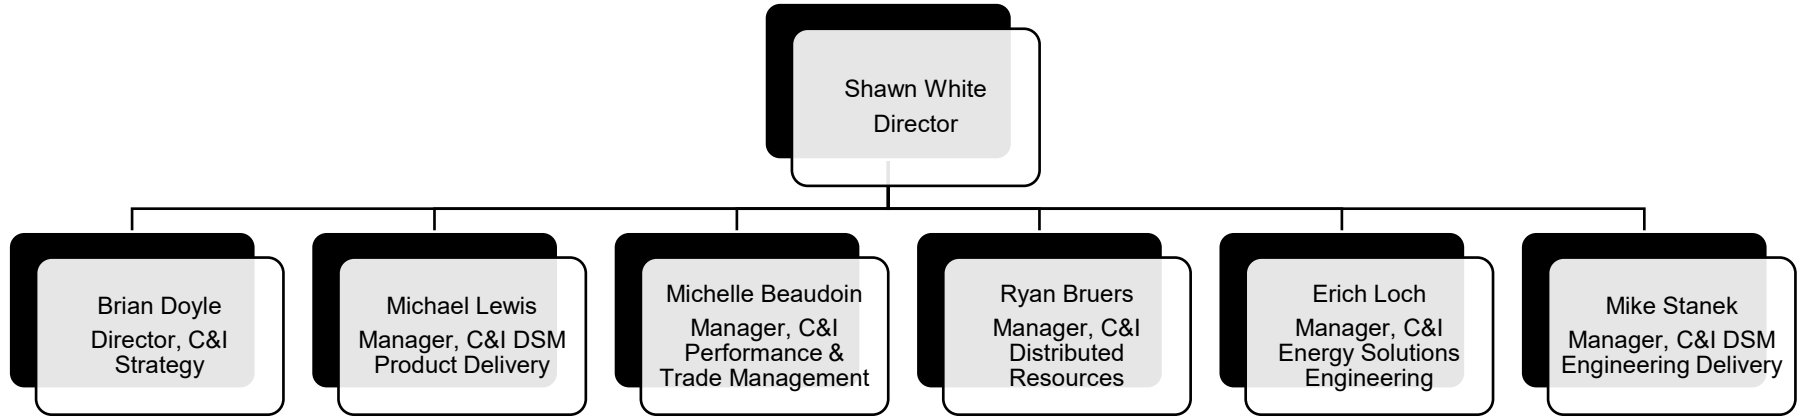 Shawn White
Director
Brian Doyle
Director, C&I
Strategy
Michael Lewis
Manager, C&I DSM
Product Delivery
Michelle Beaudoin
Manager, C&I
Performance &
Trade Management
Ryan Bruers
Manager, C&I
Distributed
Resources
Erich Loch
Manager, C&I
Energy Solutions
Engineering
Mike Stanek
Manager, C&I DSM
Engineering Delivery